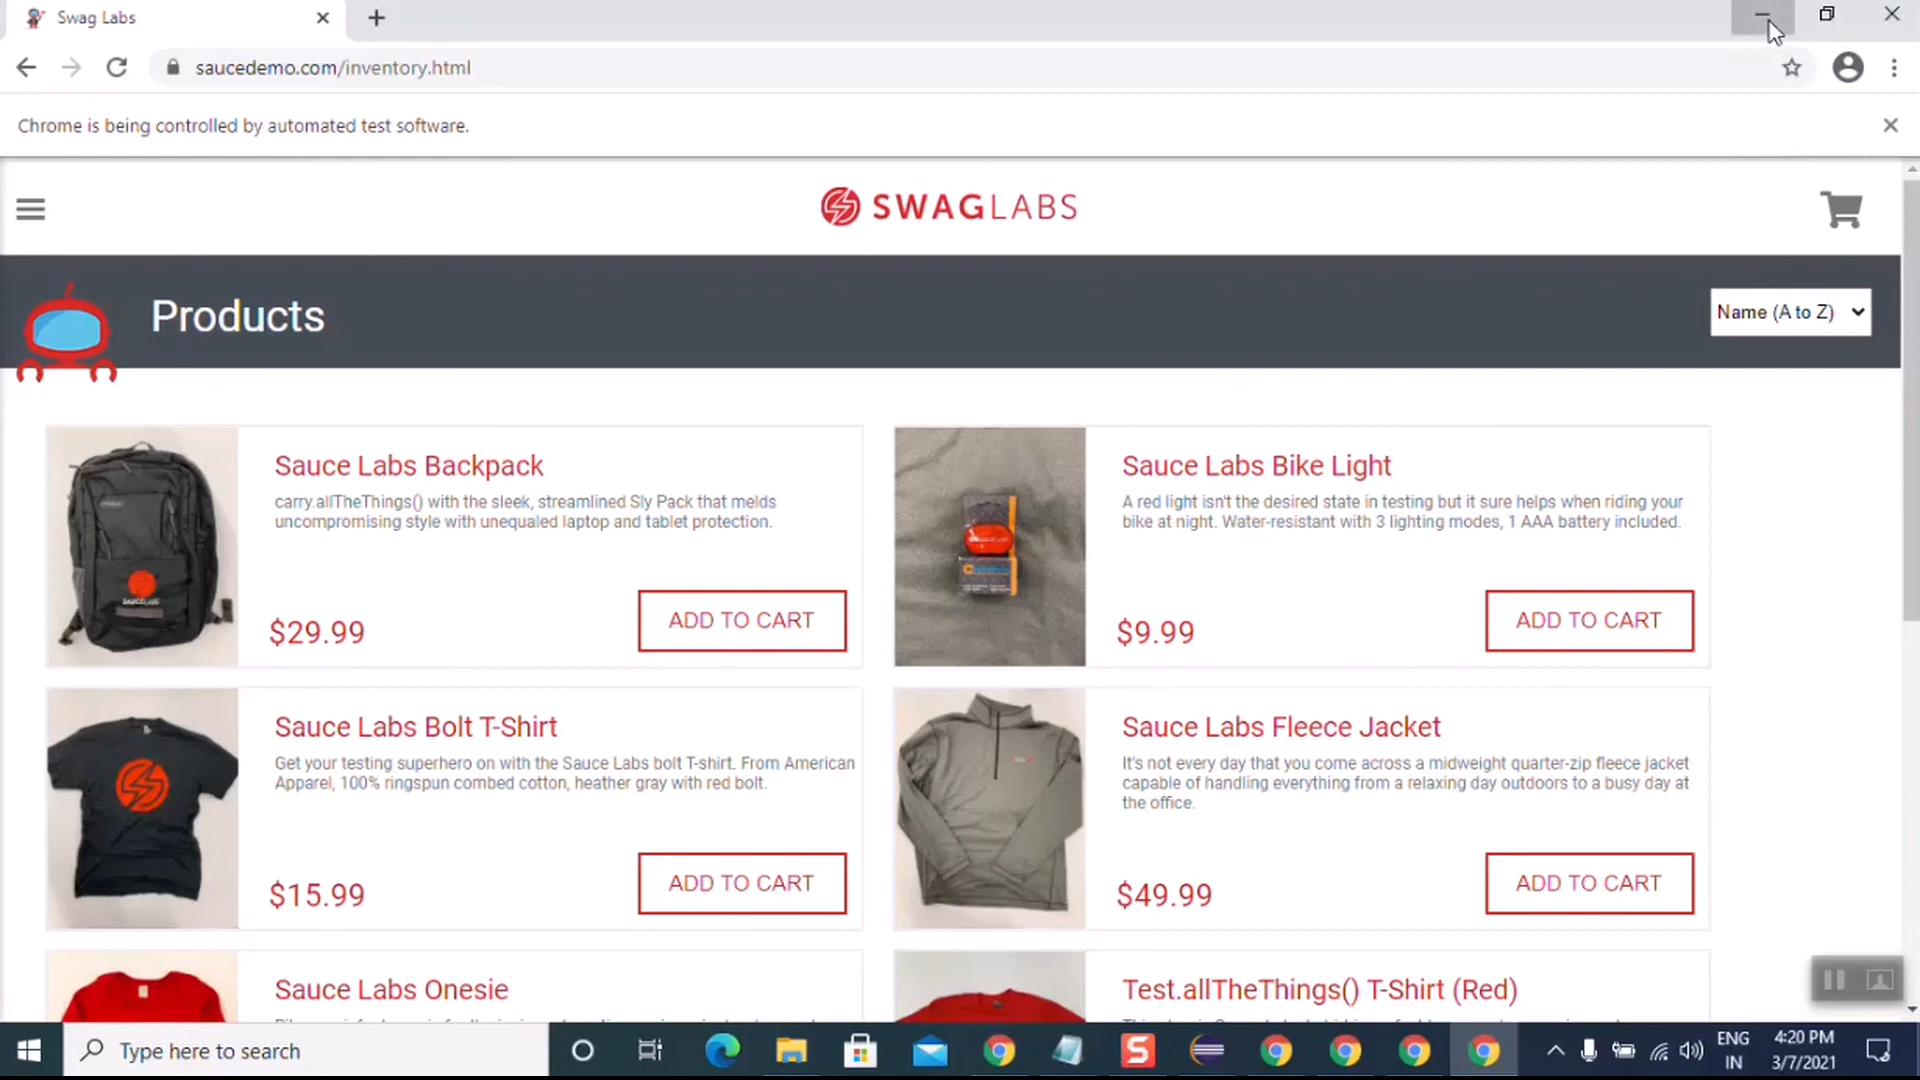 Swag Labs
saucedemo.com/inventory.html
Chrome is being controlled by automated test software.
SWAGLABS
Products
Name (A to Z)
Sauce Labs Backpack
carry.allTheThings() with the sleek, streamlined Sly Pack that melds
uncompromising style with unequaled laptop and tablet protection.
$29.99
ADD TO CART
Sauce Labs Bike Light
A red light isn't the desired state in testing but it sure helps when riding your
bike at night. Water-resistant with 3 lighting modes, 1 AAA battery included.
$9.99
ADD TO CART
Sauce Labs Bolt T-Shirt
Get your testing superhero on with the Sauce Labs bolt T-shirt. From American
Apparel, 100% ringspun combed cotton, heather gray with red bolt.
$15.99
ADD TO CART
Sauce Labs Fleece Jacket
It's not every day that you come across a midweight quarter-zip fleece jacket
capable of handling everything from a relaxing day outdoors to a busy day at
the office.
$49.99
ADD TO CART
Sauce Labs Onesie
Test.allTheThings() T-Shirt (Red)
Type here to search
ENG
IN
4:20 PM
3/7/2021